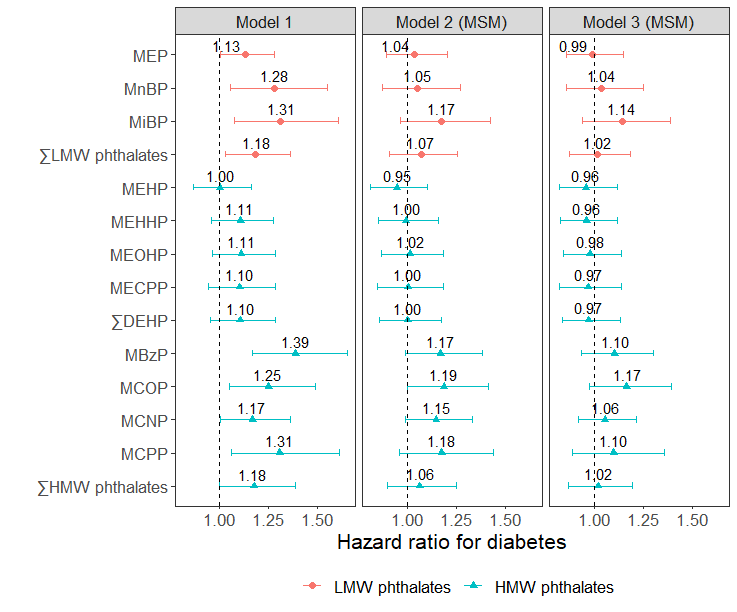 Model 1 Model 2 (MSM) Model 3 (MSM)
MEP 1.13 1.04 0.99
MnBP 1.28 1.05 1.04
MiBP 1.31 1.17 1.14
∑LMW phthalates 1.18 1.07 1.02
MEHP 1.00 0.95 0.96
MEHHP 1.11 1.00 0.96
MEOHP 1.11 1.02 0.98
MECPP 1.10 1.00 0.97
∑DEHP 1.10 1.00 0.97
MBzP 1.39 1.17 1.10
MCOP 1.25 1.19 1.17
MCNP 1.17 1.15 1.06
MCPP 1.31 1.18 1.10
∑HMW phthalates 1.18 1.06 1.02
1.00 1.25 1.50 1.00 1.25 1.50 1.00 1.25 1.50
Hazard ratio for diabetes
LMW phthalates HMW phthalates